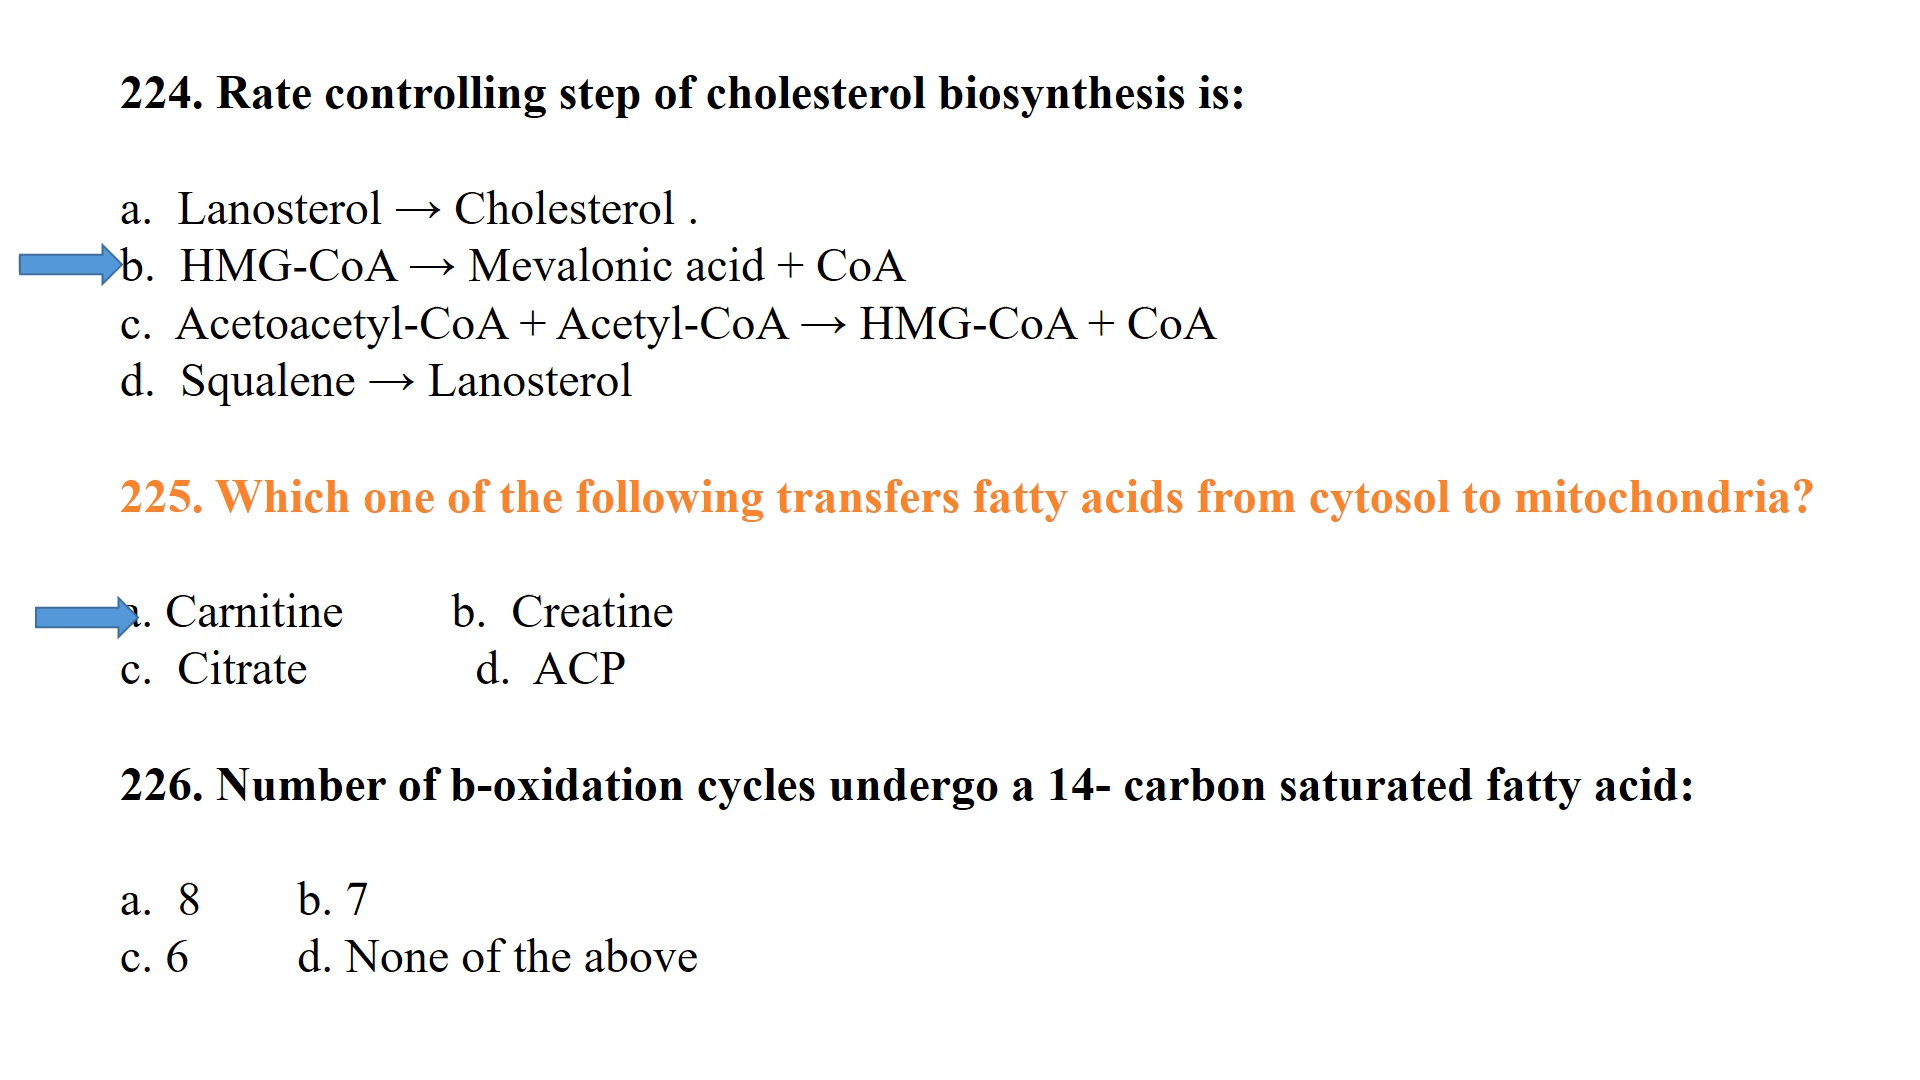 224. Rate controlling step of cholesterol biosynthesis is:
a. Lanosterol → Cholesterol .
b. HMG-CoA → Mevalonic acid + CoA
c. Acetoacetyl-CoA + Acetyl-CoA → HMG-CoA + CoA
d. Squalene → Lanosterol
225. Which one of the following transfers fatty acids from cytosol to mitochondria?
a. Carnitine b. Creatine
c. Citrate d. ACP
226. Number of b-oxidation cycles undergo a 14- carbon saturated fatty acid:
a. 8 b. 7
c. 6 d. None of the above